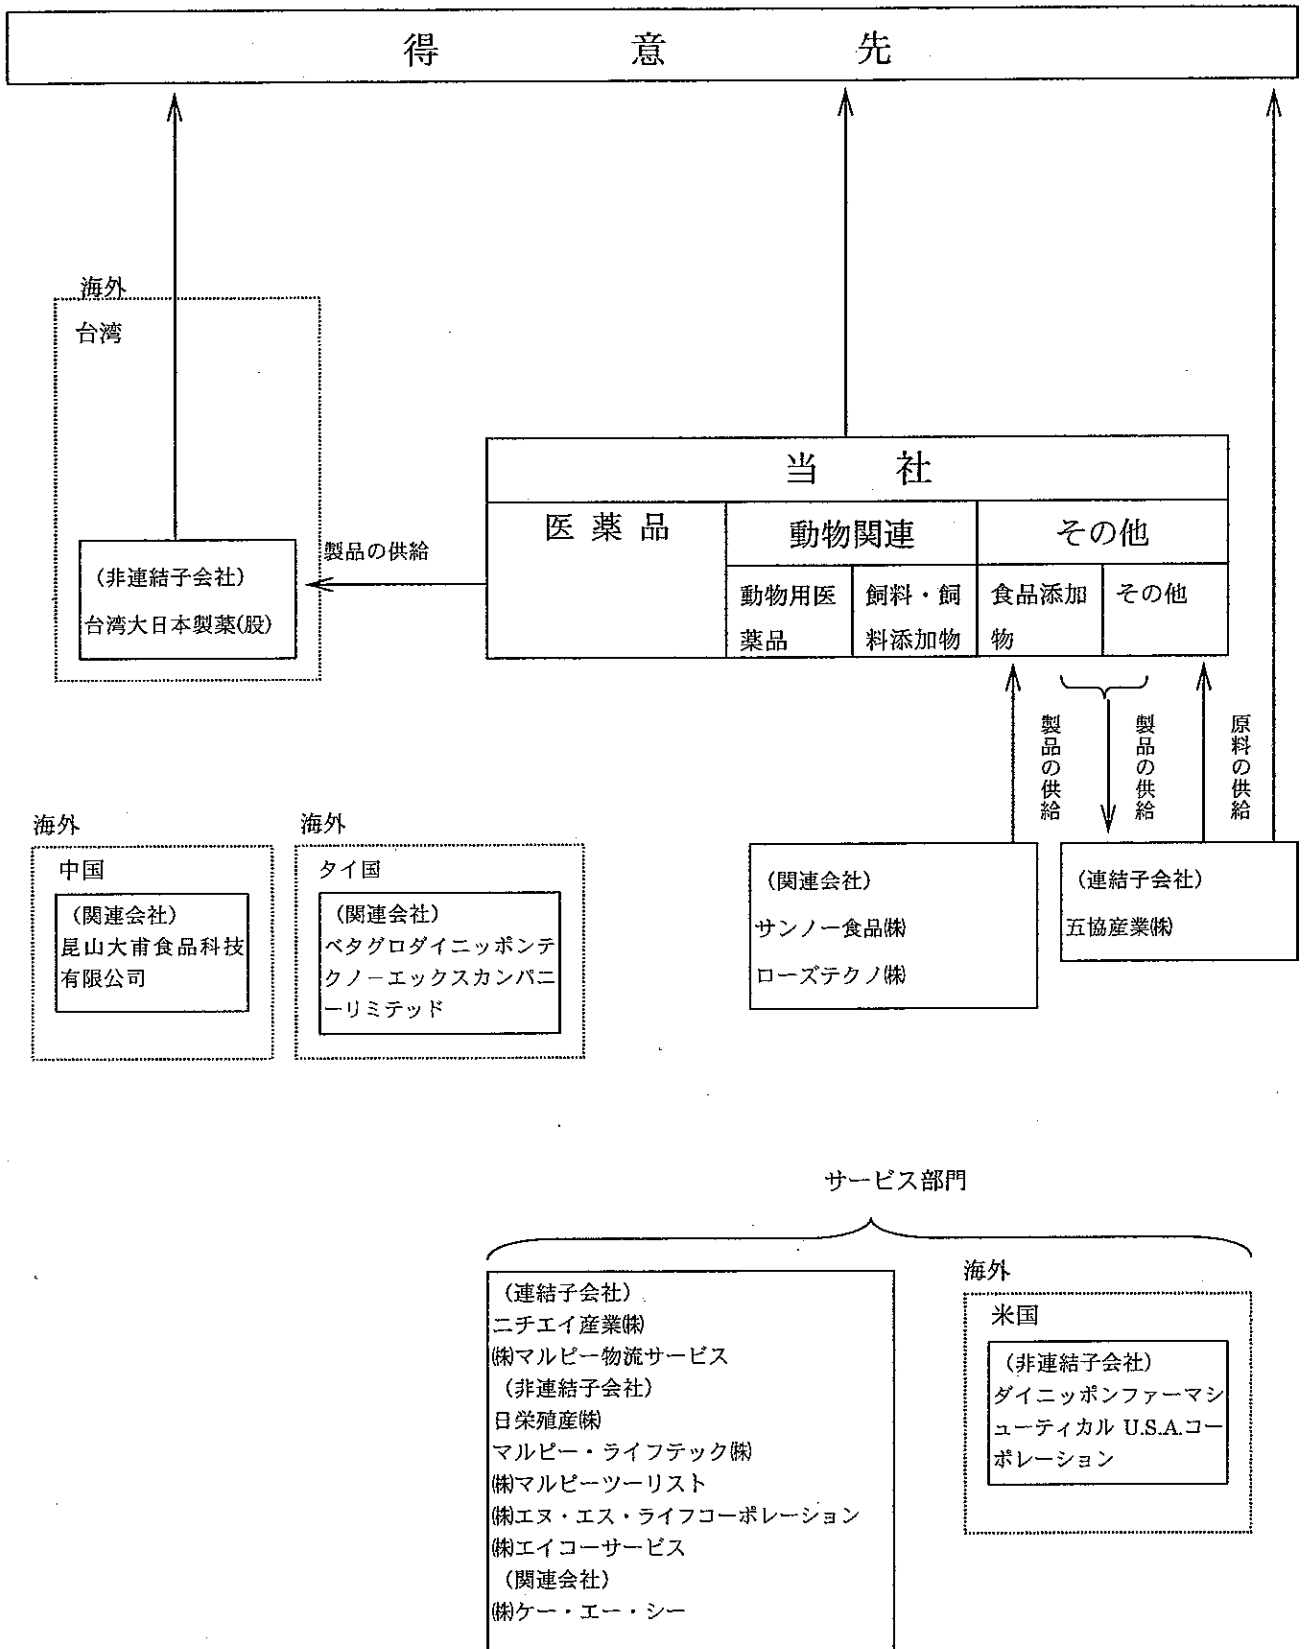 得意先
海外
台湾
(非連結子会社)
台湾大日本製薬(股)
製品の供給
当社
医薬品
動物関連
その他
動物用医
薬品
飼料・飼
料添加物
食品添加
物
その他
製品の供給
製品の供給
原料の供給
海外
中国
(関連会社)
昆山大甫食品科技
有限公司
海外
タイ国
(関連会社)
ベタグロダイニッポンテ
クノ－エックスカンパニ
ーリミテッド
(関連会社)
サンノー食品㈱
ローズテクノ㈱
(連結子会社)
五協産業㈱
サービス部門
(連結子会社)
ニチエイ産業㈱
㈱マルピー物流サービス
(非連結子会社)
日栄殖産㈱
マルピー・ライフテック㈱
㈱マルピーツーリスト
㈱エヌ・エス・ライフコーポレーション
㈱エイコーサービス
(関連会社)
㈱ケー・エー・シー
海外
米国
(非連結子会社)
ダイニッポンファーマシ
ューティカル U.S.A.コー
ポレーション